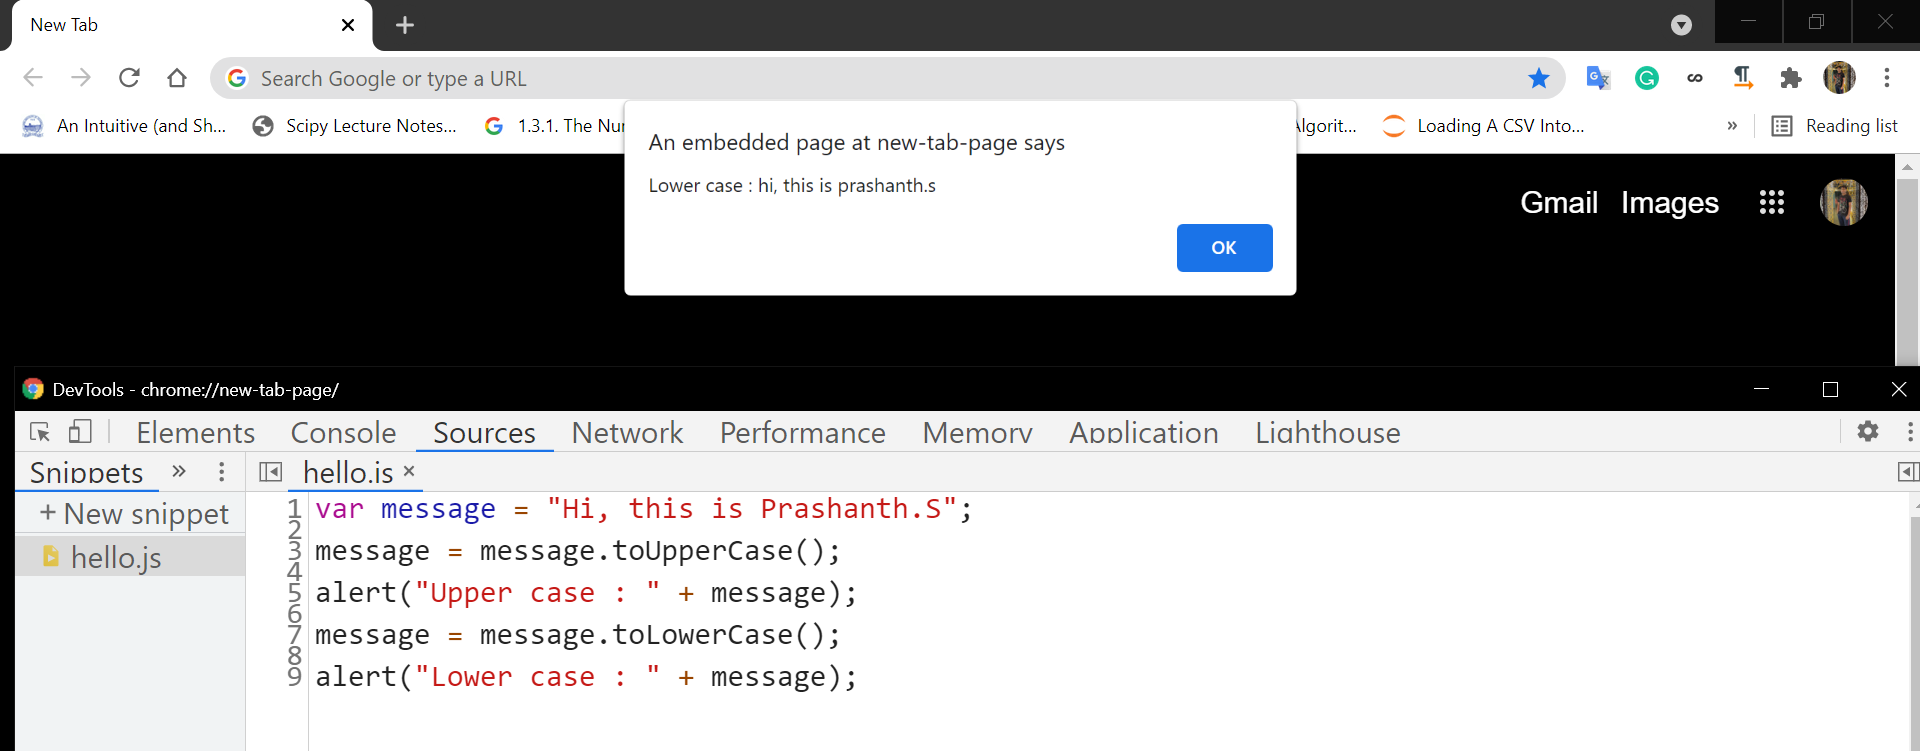 New Tab
Search Google or type a URL
An Intuitive (and Sh... Scipy Lecture Notes... 1.3.1. The Nu Algorit... Loading A CSV Into... » Reading list
An embedded page at new-tab-page says
Lower case : hi, this is prashanth.s
OK
Gmail Images
DevTools - chrome://new-tab-page/
Elements Console Sources Network Performance Memory Application Lighthouse
Snippets » hello.js ×
+ New snippet
hello.js
1 var message = "Hi, this is Prashanth.S";
2
3 message = message.toUpperCase();
4
5 alert("Upper case : " + message);
6
7 message = message.toLowerCase();
8
9 alert("Lower case : " + message);